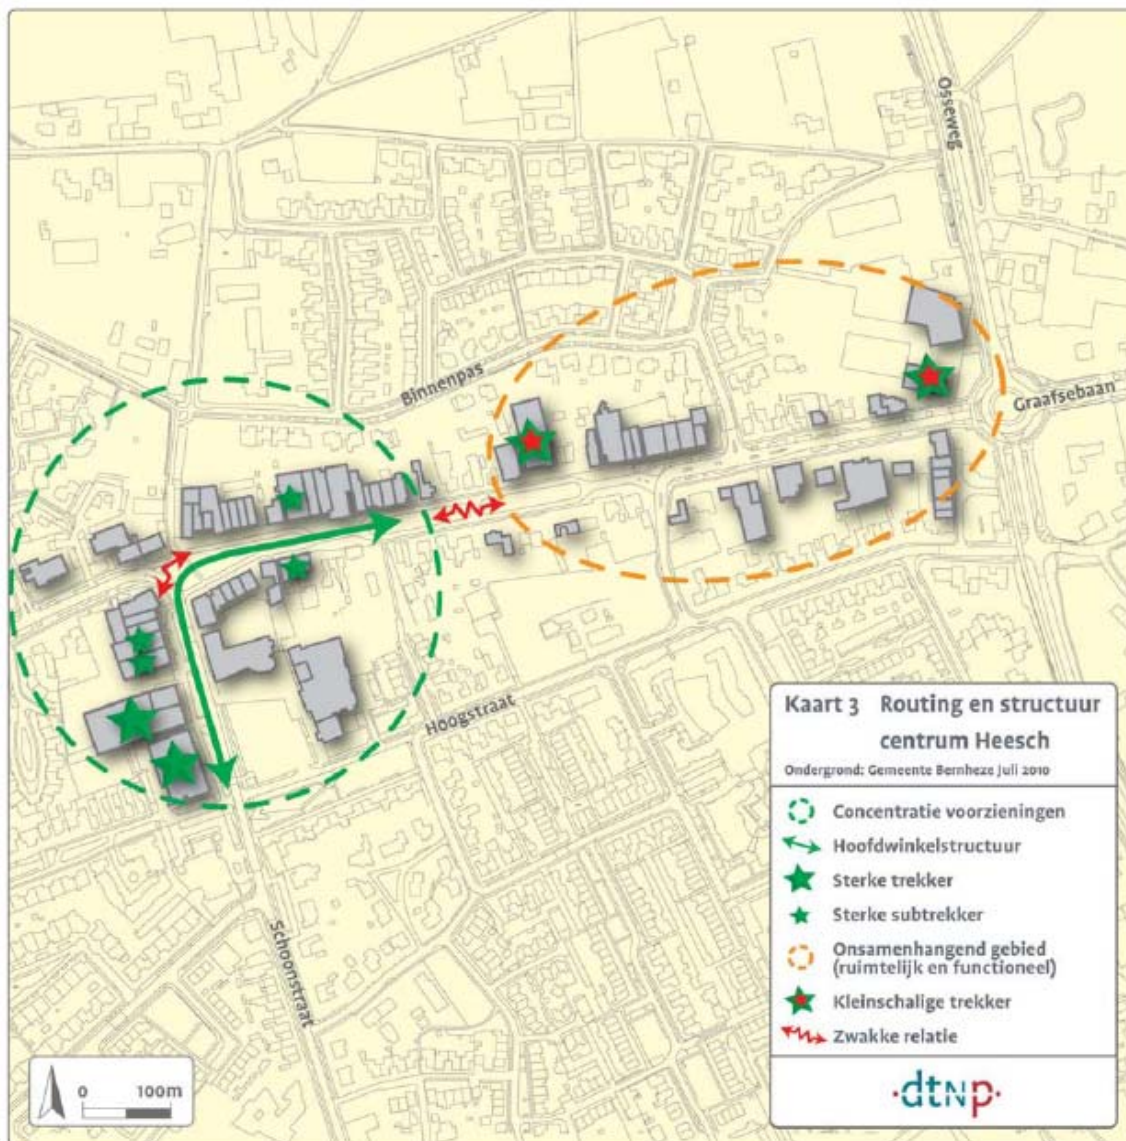 Osseweg
Graafsebaan
Binnenpas
Hoogstraat
Schoonstraat
Kaart 3 Routing en structuur
centrum Heesch
Ondergrond: Gemeente Bernheze Juli 2010
Concentratie voorzieningen
Hoofdwinkelstructuur
Sterke trekker
Sterke subtrekker
Onsamenhangend gebied
(ruimtelijk en functioneel)
Kleinschalige trekker
Zwakke relatie
0 100m
·dtnp·